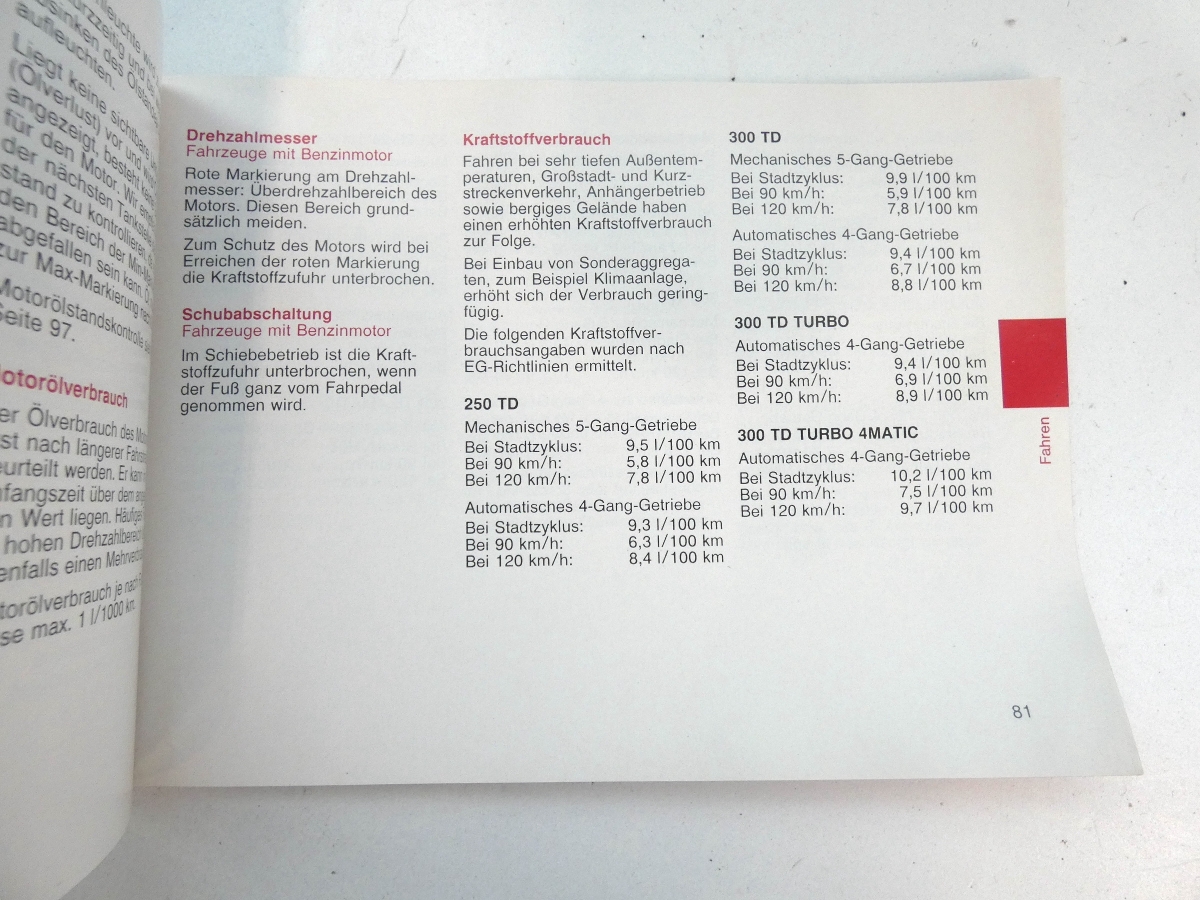 aufleuchten.
Liegt keine sichtbare
(Ölverlust) vor und wird
angezeigt, besteht keine
für den Motor. Wir
der nächsten Tankstelle
stand zu kontrollieren,
den Bereich der Min-
abgefallen sein kann.
zur Max-Markierung
Motorölstandskontrolle
Seite 97.
Motorölverbrauch
Ölverbrauch des
nach längerer
werden. Er kann
über dem
Wert liegen.
hohen Drehzahlbereich
einen
je nach
max. 1 l/1000 km.
Drehzahlmesser
Fahrzeuge mit Benzinmotor
Rote Markierung am Drehzahl-
messer: Überdrehzahlbereich des
Motors. Diesen Bereich grund-
sätzlich meiden.
Zum Schutz des Motors wird bei
Erreichen der roten Markierung
die Kraftstoffzufuhr unterbrochen.
Schubabschaltung
Fahrzeuge mit Benzinmotor
Im Schiebebetrieb ist die Kraft-
stoffzufuhr unterbrochen, wenn
der Fuß ganz vom Fahrpedal
genommen wird.
Kraftstoffverbrauch
Fahren bei sehr tiefen Außentem-
peraturen, Großstadt- und Kurz-
streckenverkehr, Anhängerbetrieb
sowie bergiges Gelände haben
einen erhöhten Kraftstoffverbrauch
zur Folge.
Bei Einbau von Sonderaggrega-
ten, zum Beispiel Klimaanlage,
erhöht sich der Verbrauch gering-
fügig.
Die folgenden Kraftstoffver-
brauchsangaben wurden nach
EG-Richtlinien ermittelt.
250 TD
Mechanisches 5-Gang-Getriebe
Bei Stadtzyklus: 9,5 l/100 km
Bei 90 km/h: 5,8 l/100 km
Bei 120 km/h: 7,8 l/100 km
Automatisches 4-Gang-Getriebe
Bei Stadtzyklus: 9,3 l/100 km
Bei 90 km/h: 6,3 l/100 km
Bei 120 km/h: 8,4 l/100 km
300 TD
Mechanisches 5-Gang-Getriebe
Bei Stadtzyklus: 9,9 l/100 km
Bei 90 km/h: 5,9 l/100 km
Bei 120 km/h: 7,8 l/100 km
Automatisches 4-Gang-Getriebe
Bei Stadtzyklus: 9,4 l/100 km
Bei 90 km/h: 6,7 l/100 km
Bei 120 km/h: 8,8 l/100 km
300 TD TURBO
Automatisches 4-Gang-Getriebe
Bei Stadtzyklus: 9,4 l/100 km
Bei 90 km/h: 6,9 l/100 km
Bei 120 km/h: 8,9 l/100 km
300 TD TURBO 4MATIC
Automatisches 4-Gang-Getriebe
Bei Stadtzyklus: 10,2 l/100 km
Bei 90 km/h: 7,5 l/100 km
Bei 120 km/h: 9,7 l/100 km
Fahren
81